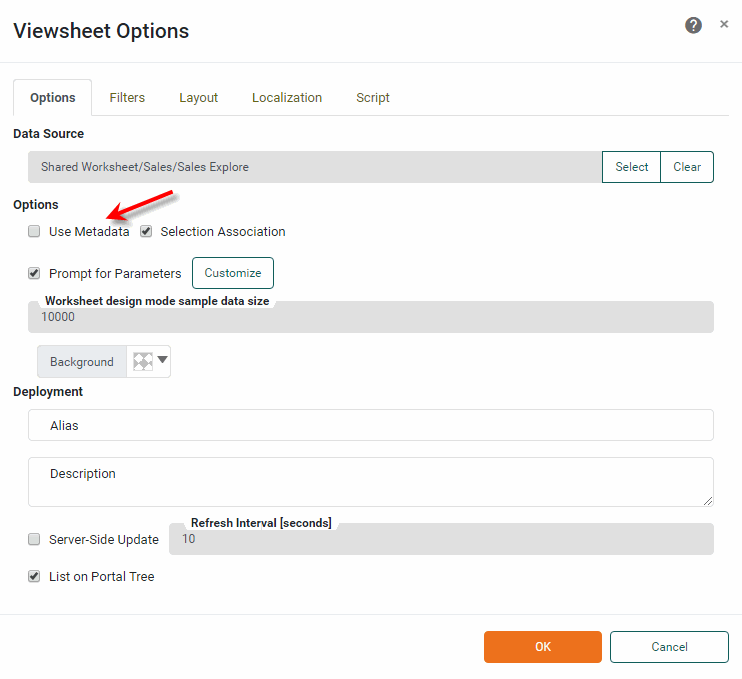 Viewsheet Options
Options Filters Layout Localization Script
Data Source
Shared Worksheet/Sales/Sales Explore Select Clear
Options
Use Metadata Selection Association
Prompt for Parameters Customize
Worksheet design mode sample data size
10000
Background
Deployment
Alias
Description
Refresh Interval [seconds]
Server-Side Update 10
List on Portal Tree
OK Cancel